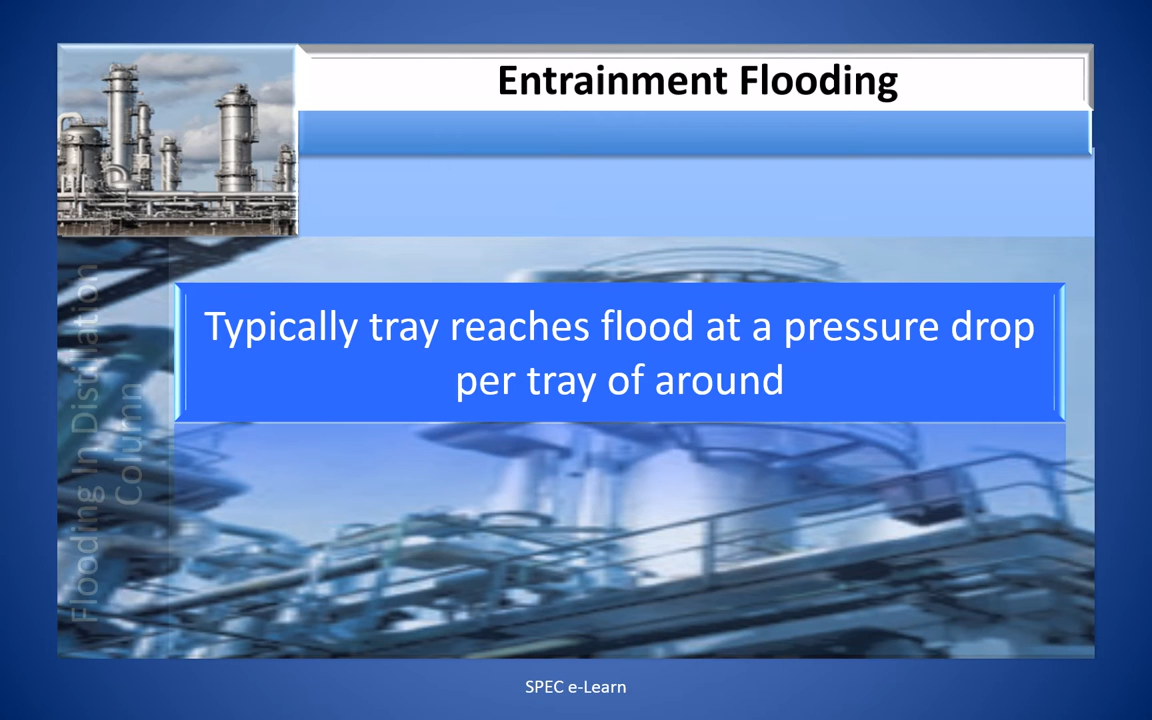 Entrainment Flooding
Typically tray reaches flood at a pressure drop
per tray of around
Flooding In Distillation
Column
SPEC e-Learn